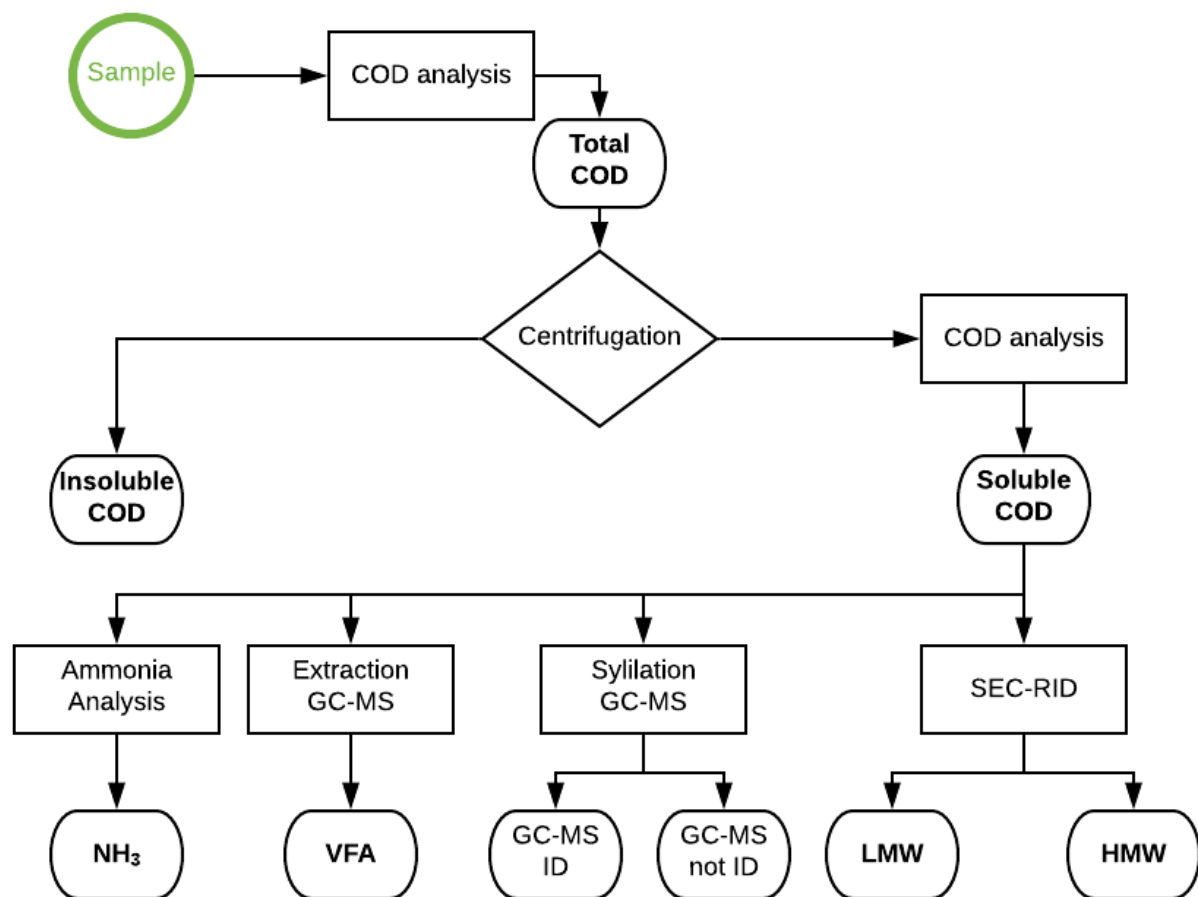 Sample
COD analysis
Total
COD
Centrifugation
COD analysis
Insoluble
COD
Soluble
COD
Ammonia
Analysis
Extraction
GC-MS
Sylilation
GC-MS
SEC-RID
NH₃
VFA
GC-MS
ID
GC-MS
not ID
LMW
HMW